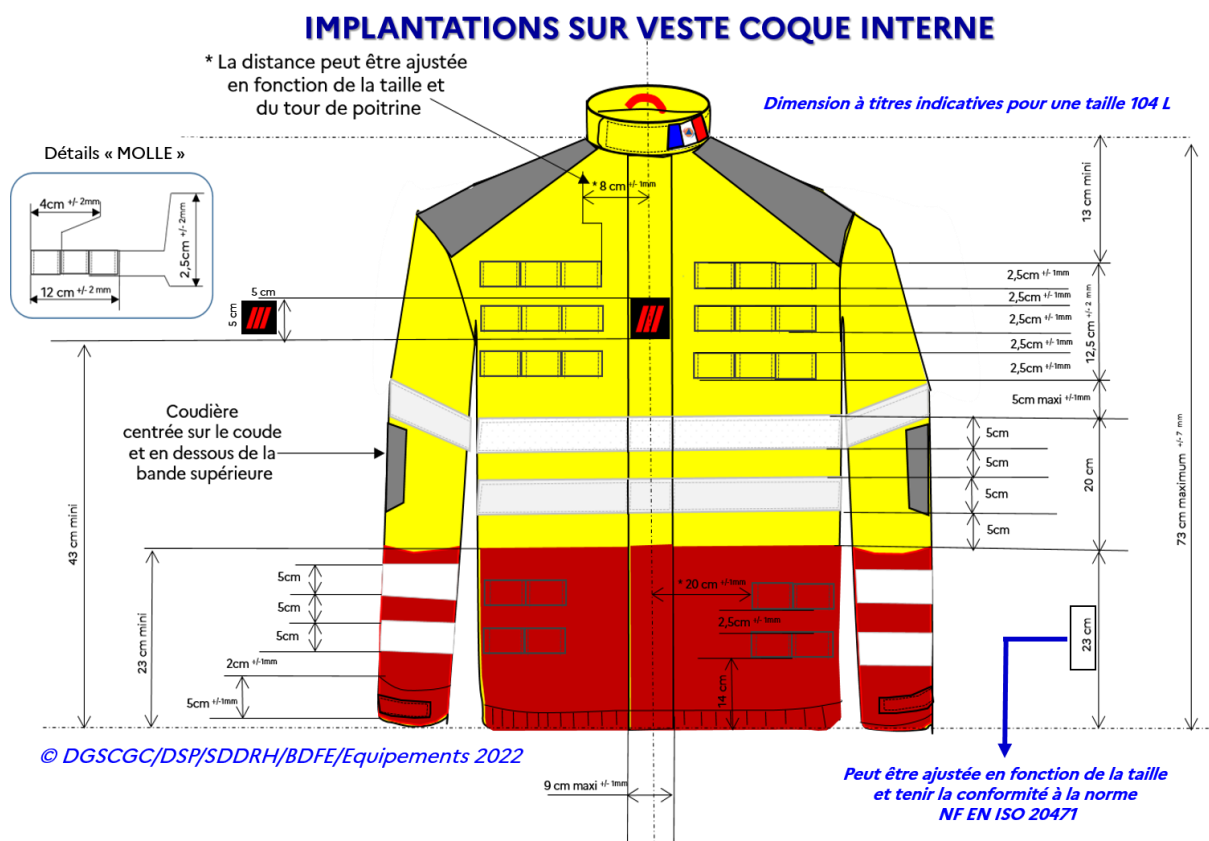 IMPLANTATIONS SUR VESTE COQUE INTERNE
* La distance peut être ajustée
en fonction de la taille et
du tour de poitrine
Dimension à titres indicatives pour une taille 104 L
Détails « MOLLE »
4cm +/- 2mm
2,5cm +/- 2mm
12 cm +/- 2 mm
* 8 cm +/- 1mm
13 cm mini
5 cm
5 cm
2,5cm +/- 1mm
2,5cm +/- 1mm
2,5cm +/- 1mm
2,5cm +/- 1mm
2,5cm +/- 1mm
12,5cm +/- 2 mm
5cm maxi +/- 1mm
Coudière
centrée sur le coude
et en dessous de la
bande supérieure
5cm
5cm
5cm
5cm
20 cm
73 cm maximum +/- 7 mm
43 cm mini
23 cm mini
5cm
5cm
5cm
2cm +/- 1mm
5cm +/- 1mm
* 20 cm +/- 1mm
2,5cm +/- 1mm
14 cm
23 cm
© DGSCGC/DSP/SDDRH/BDFE/Equipements 2022
9 cm maxi +/- 1mm
Peut être ajustée en fonction de la taille
et tenir la conformité à la norme
NF EN ISO 20471